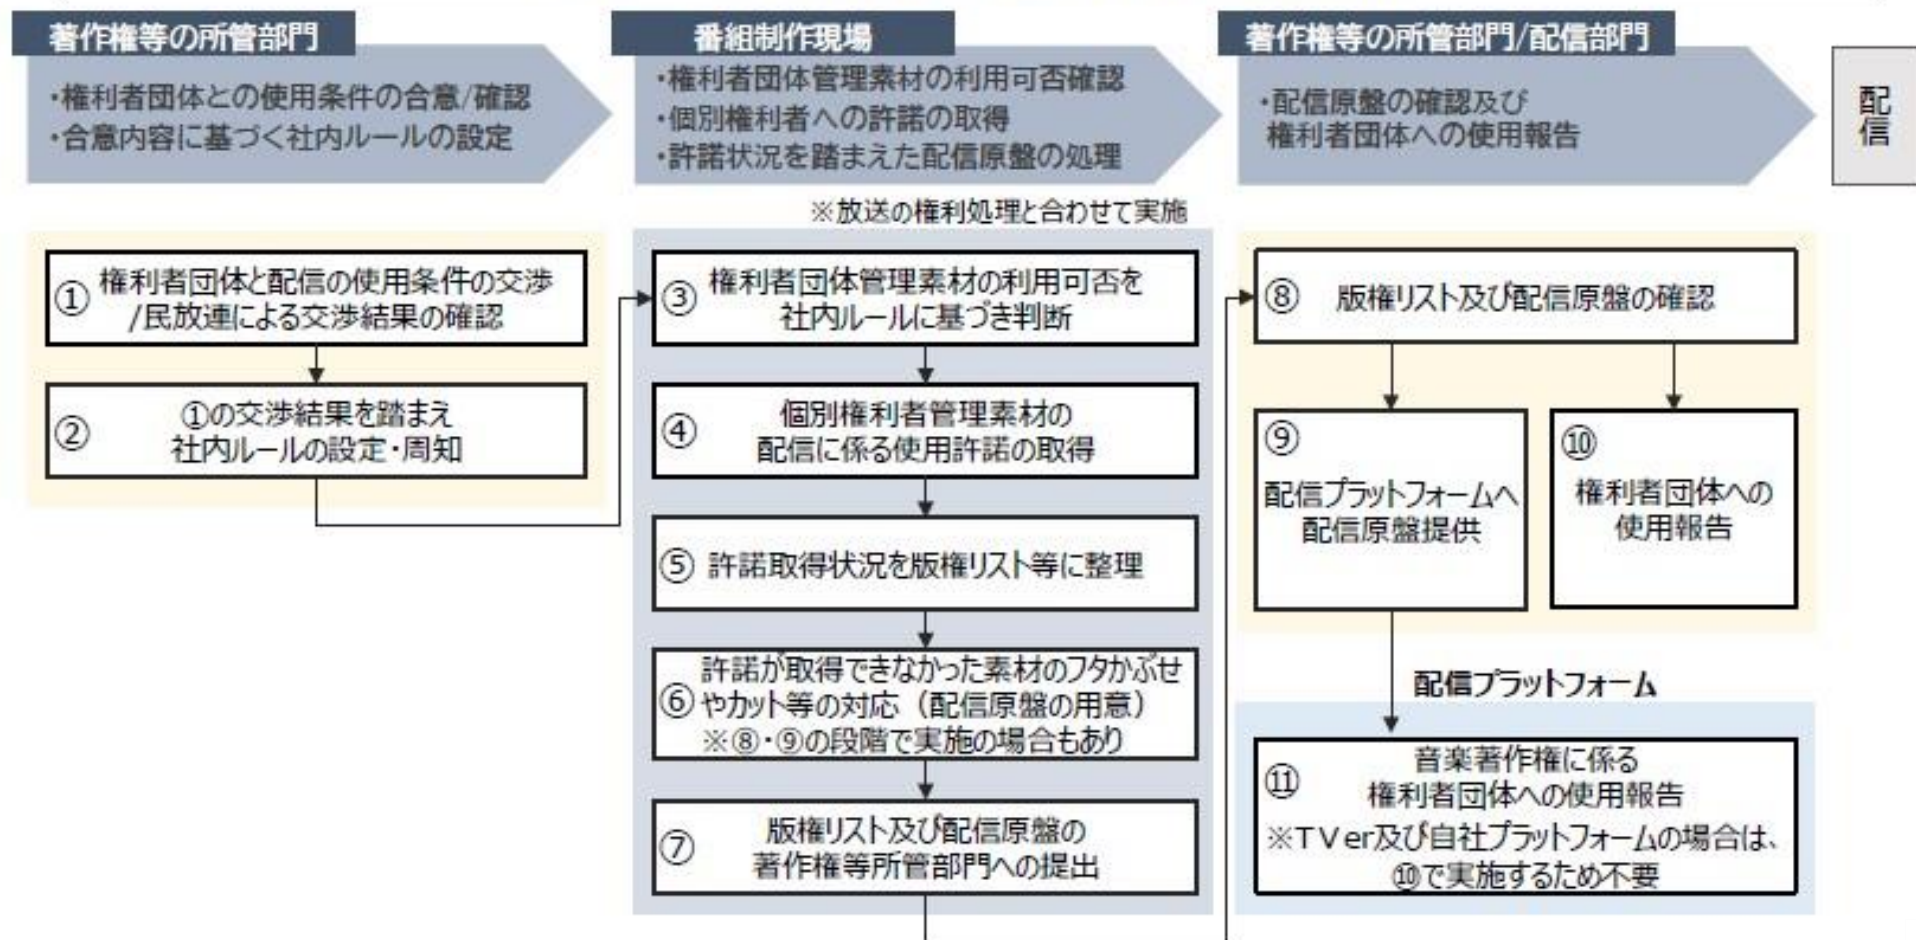 著作権等の所管部門
・権利者団体との使用条件の合意/確認
・合意内容に基づく社内ルールの設定
番組制作現場
・権利者団体管理素材の利用可否確認
・個別権利者への許諾の取得
・許諾状況を踏まえた配信原盤の処理
著作権等の所管部門/配信部門
・配信原盤の確認及び
権利者団体への使用報告
配信
※放送の権利処理と合わせて実施
① 権利者団体と配信の使用条件の交渉
/民放連による交渉結果の確認
② ①の交渉結果を踏まえ
社内ルールの設定・周知
③ 権利者団体管理素材の利用可否を
社内ルールに基づき判断
④ 個別権利者管理素材の
配信に係る使用許諾の取得
⑤ 許諾取得状況を版権リスト等に整理
⑥ 許諾が取得できなかった素材のフタかぶせ
やカット等の対応（配信原盤の用意）
※⑧・⑨の段階で実施の場合もあり
⑦ 版権リスト及び配信原盤の
著作権等所管部門への提出
⑧ 版権リスト及び配信原盤の確認
⑨
配信プラットフォームへ
配信原盤提供
⑩
権利者団体への
使用報告
配信プラットフォーム
⑪ 音楽著作権に係る
権利者団体への使用報告
※TVer及び自社プラットフォームの場合は、
⑩で実施するため不要